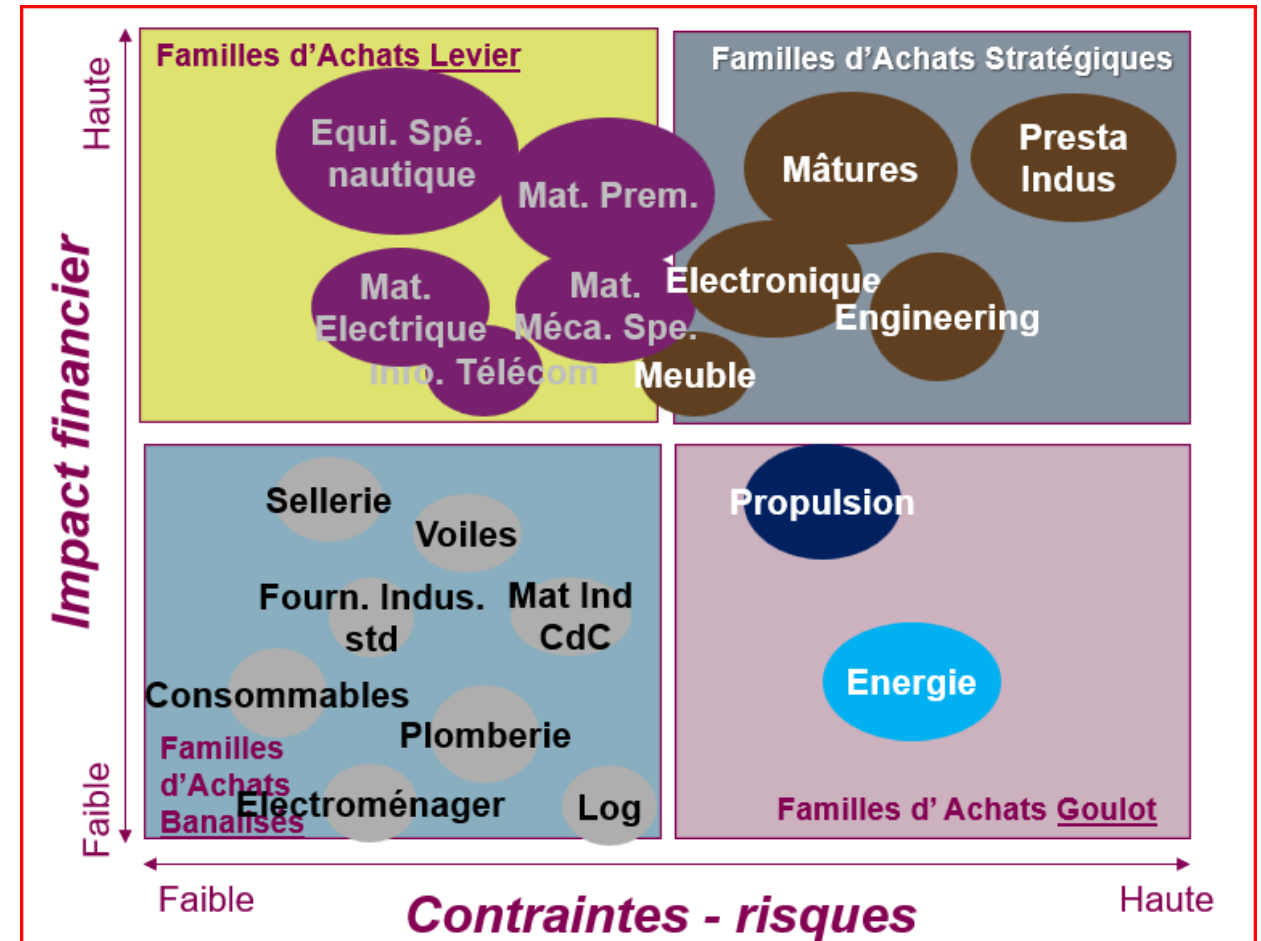 Familles d'Achats Levier
Familles d'Achats Stratégiques
Haute
Impact financier
Faible
Equi. Spé.
nautique
Mat. Prem.
Mat.
Electrique
Mat.
Méca. Spe.
Info. Télécom
Mâtures
Presta
Indus
Electronique
Engineering
Meuble
Sellerie
Voiles
Fourn. Indus.
std
Mat Ind
CdC
Consommables
Plomberie
Familles
d'Achats
Banalisés
Electroménager
Log
Propulsion
Energie
Familles d' Achats Goulot
Faible
Contraintes - risques
Haute